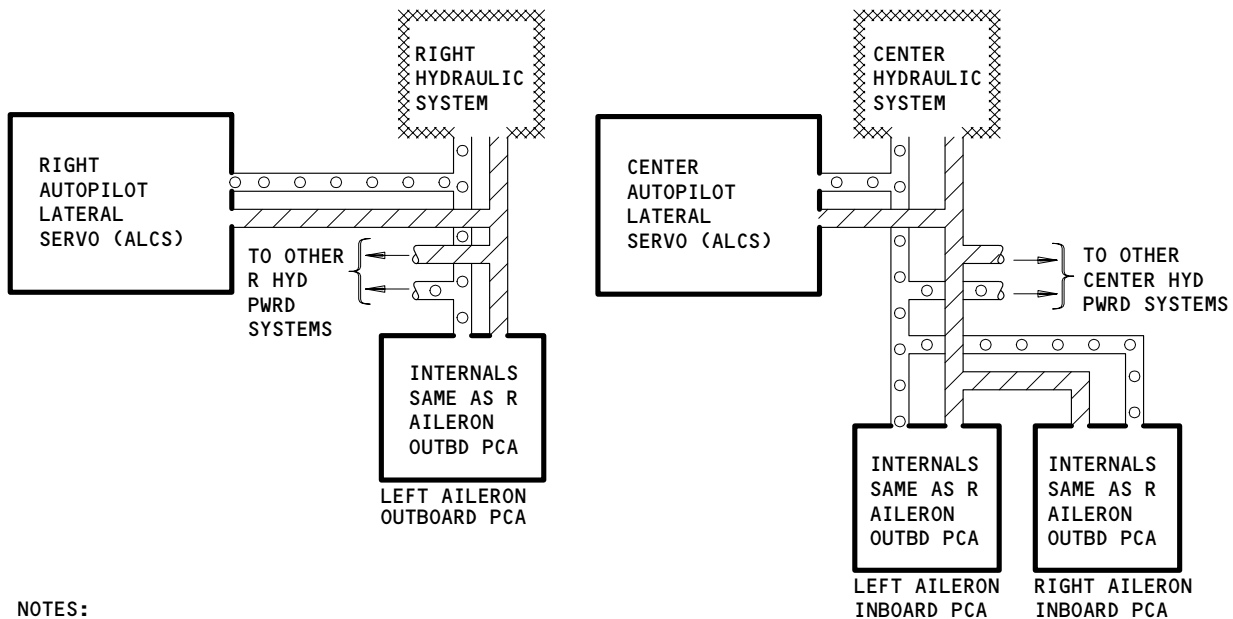 RIGHT
HYDRAULIC
SYSTEM
RIGHT
AUTOPILOT
LATERAL
SERVO (ALCS)
TO OTHER
R HYD
PWRD
SYSTEMS
INTERNALS
SAME AS R
AILERON
OUTBD PCA
LEFT AILERON
OUTBOARD PCA
CENTER
HYDRAULIC
SYSTEM
CENTER
AUTOPILOT
LATERAL
SERVO (ALCS)
TO OTHER
CENTER HYD
PWRD SYSTEMS
INTERNALS
SAME AS R
AILERON
OUTBD PCA
LEFT AILERON
INBOARD PCA
INTERNALS
SAME AS R
AILERON
OUTBD PCA
RIGHT AILERON
INBOARD PCA
NOTES: